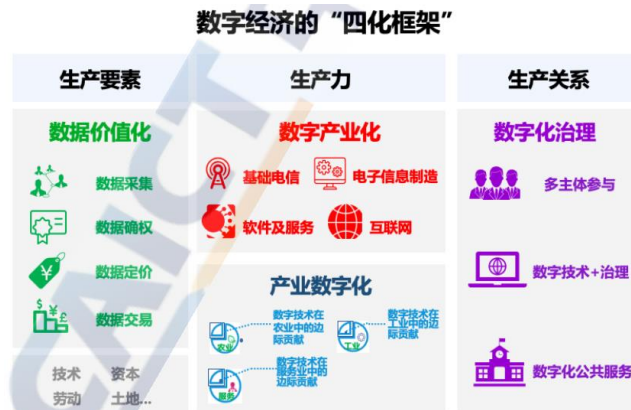 数字经济的“四化框架”
生产要素
生产力
生产关系
数据价值化
数据采集
数据确权
数据定价
数据交易
技术 资本
劳动 土地...
数字产业化
基础电信 电子信息制造
软件及服务 互联网
产业数字化
数字技术在
农业中的边
际贡献
农业
数字技术在
工业中的边
际贡献
工业
数字技术在
服务业中的
边际贡献
服务
数字化治理
多主体参与
数字技术+治理
数字化公共服务
CAICT